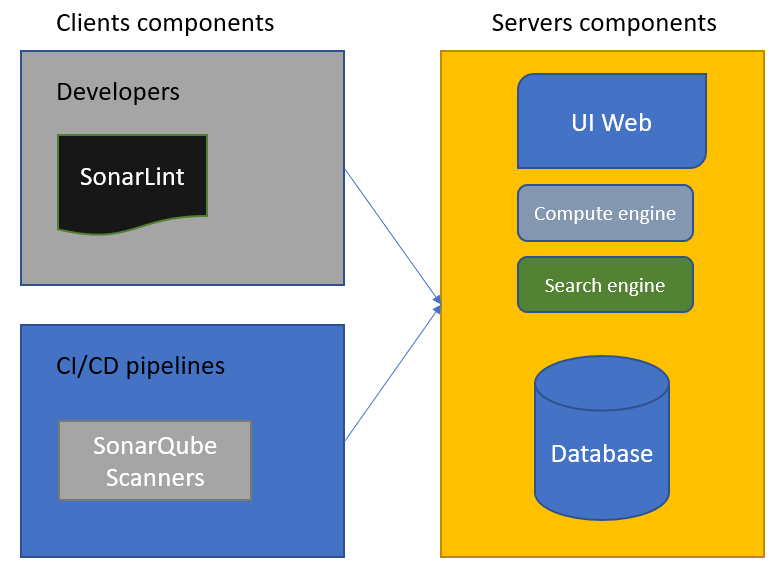 Clients components
Developers
SonarLint
CI/CD pipelines
SonarQube
Scanners
Servers components
UI Web
Compute engine
Search engine
Database